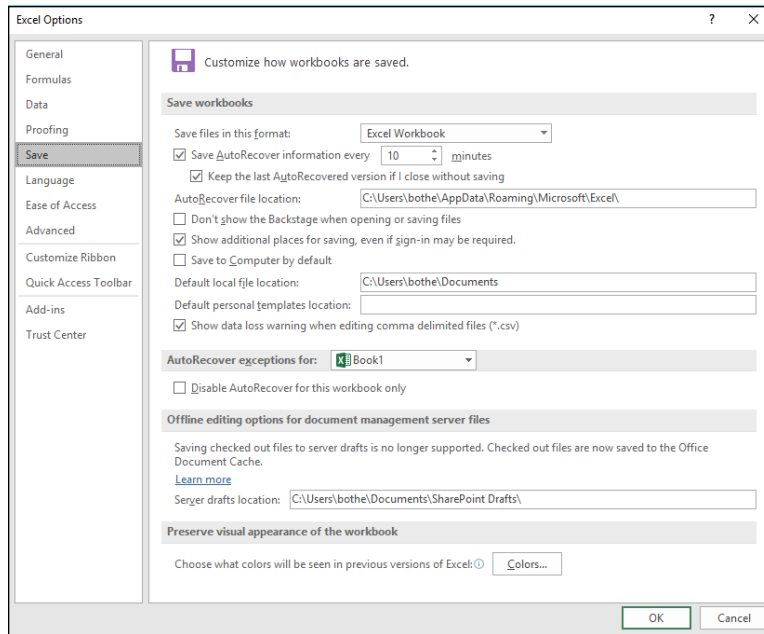 Excel Options
?
General
Formulas
Data
Proofing
Save
Language
Ease of Access
Advanced
Customize Ribbon
Quick Access Toolbar
Add-ins
Trust Center
Customize how workbooks are saved.
Save workbooks
Save files in this format: Excel Workbook
Save AutoRecover information every 10 minutes
Keep the last AutoRecovered version if I close without saving
AutoRecover file location: C:\Users\bothe\AppData\Roaming\Microsoft\Excel\
Don't show the Backstage when opening or saving files
Show additional places for saving, even if sign-in may be required.
Save to Computer by default
Default local file location: C:\Users\bothe\Documents
Default personal templates location:
Show data loss warning when editing comma delimited files (*.csv)
AutoRecover exceptions for: Book1
Disable AutoRecover for this workbook only
Offline editing options for document management server files
Saving checked out files to server drafts is no longer supported. Checked out files are now saved to the Office
Document Cache.
Learn more
Server drafts location: C:\Users\bothe\Documents\SharePoint Drafts\
Preserve visual appearance of the workbook
Choose what colors will be seen in previous versions of Excel: Colors...
OK Cancel